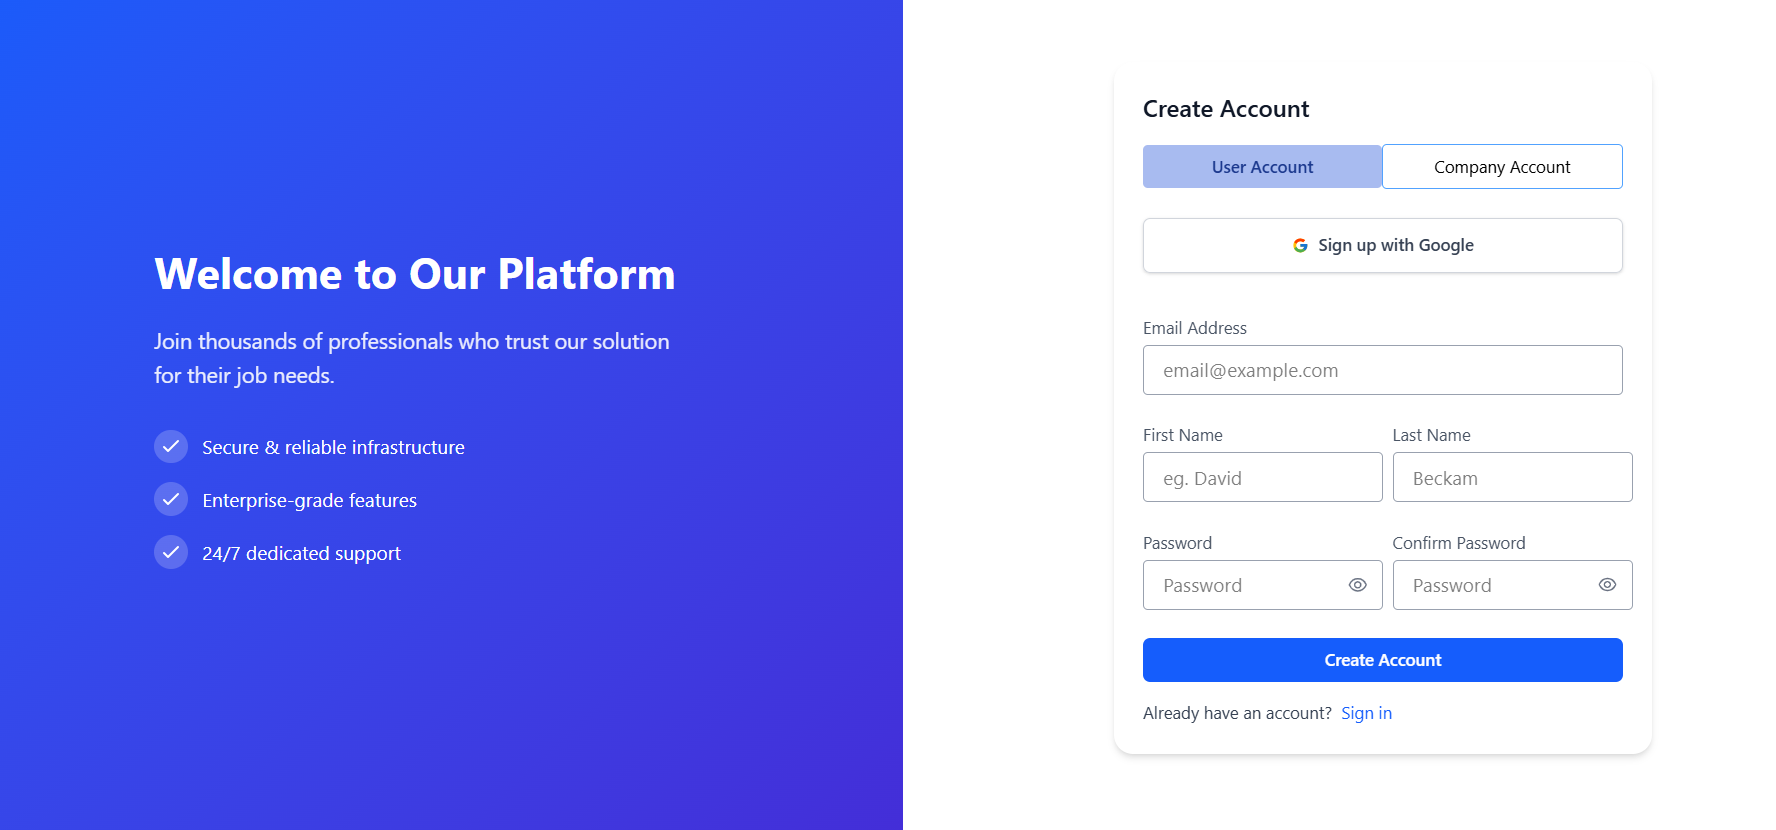 Welcome to Our Platform
Join thousands of professionals who trust our solution
for their job needs.
Secure & reliable infrastructure
Enterprise-grade features
24/7 dedicated support
Create Account
User Account
Company Account
Sign up with Google
Email Address
email@example.com
First Name
Last Name
eg. David
Beckam
Password
Confirm Password
Password
Password
Create Account
Already have an account? Sign in